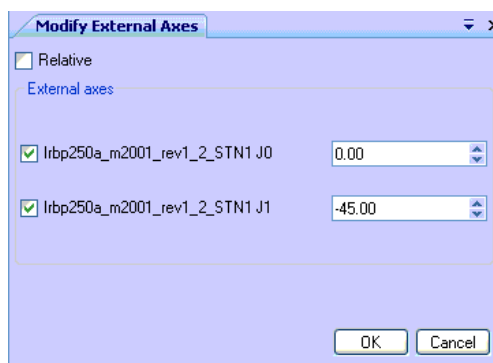 Modify External Axes
Relative
External axes
Irbp250a_m2001_rev1_2_STN1 J0
0.00
Irbp250a_m2001_rev1_2_STN1 J1
-45.00
OK
Cancel